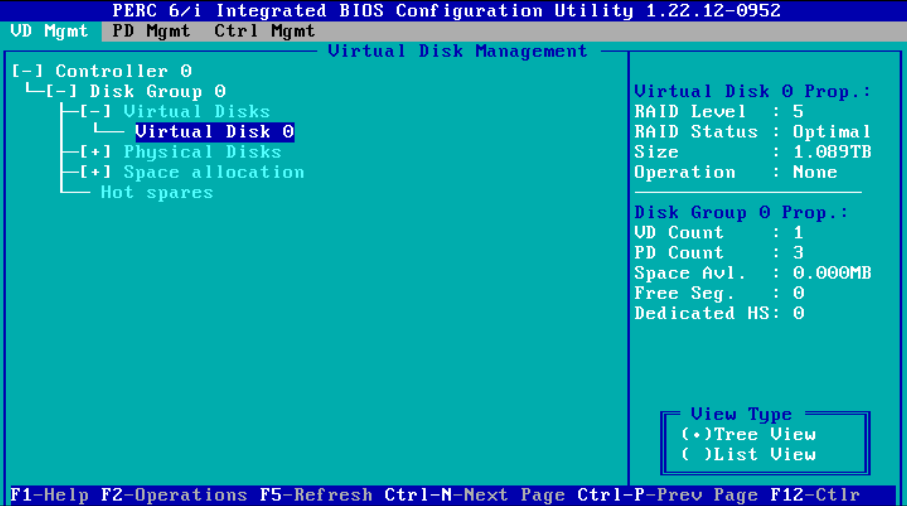 PERC 6/i Integrated BIOS Configuration Utility 1.22.12-0952
VD Mgmt PD Mgmt Ctrl Mgmt
Virtual Disk Management
[-] Controller 0
[-] Disk Group 0
[-] Virtual Disks
Virtual Disk 0
[+] Physical Disks
[+] Space allocation
Hot spares
Virtual Disk 0 Prop.:
RAID Level : 5
RAID Status : Optimal
Size : 1.089TB
Operation : None
Disk Group 0 Prop.:
VD Count : 1
PD Count : 3
Space Avl. : 0.000MB
Free Seg. : 0
Dedicated HS: 0
View Type
(•)Tree View
( )List View
F1-Help F2-Operations F5-Refresh Ctrl-N-Next Page Ctrl-P-Prev Page F12-Ctlr